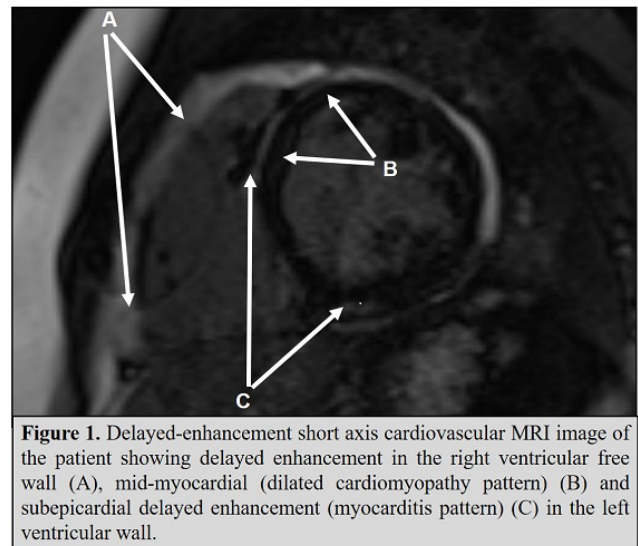 A
B
C
Figure 1. Delayed-enhancement short axis cardiovascular MRI image of
the patient showing delayed enhancement in the right ventricular free
wall (A), mid-myocardial (dilated cardiomyopathy pattern) (B) and
subepicardial delayed enhancement (myocarditis pattern) (C) in the left
ventricular wall.